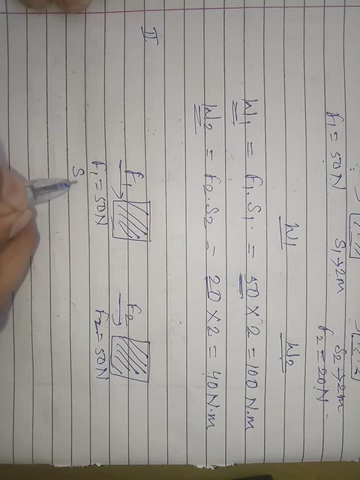 F1 = 50N S1→2m S2→2m
F2 = 20N
W1 W2
W1 = F1.S1 = 50 × 2 = 100 N.m
W2 = F2.S2 = 20 × 2 = 40 N.m
II
F1 F2
F1 = 50N F2 = 50N
S